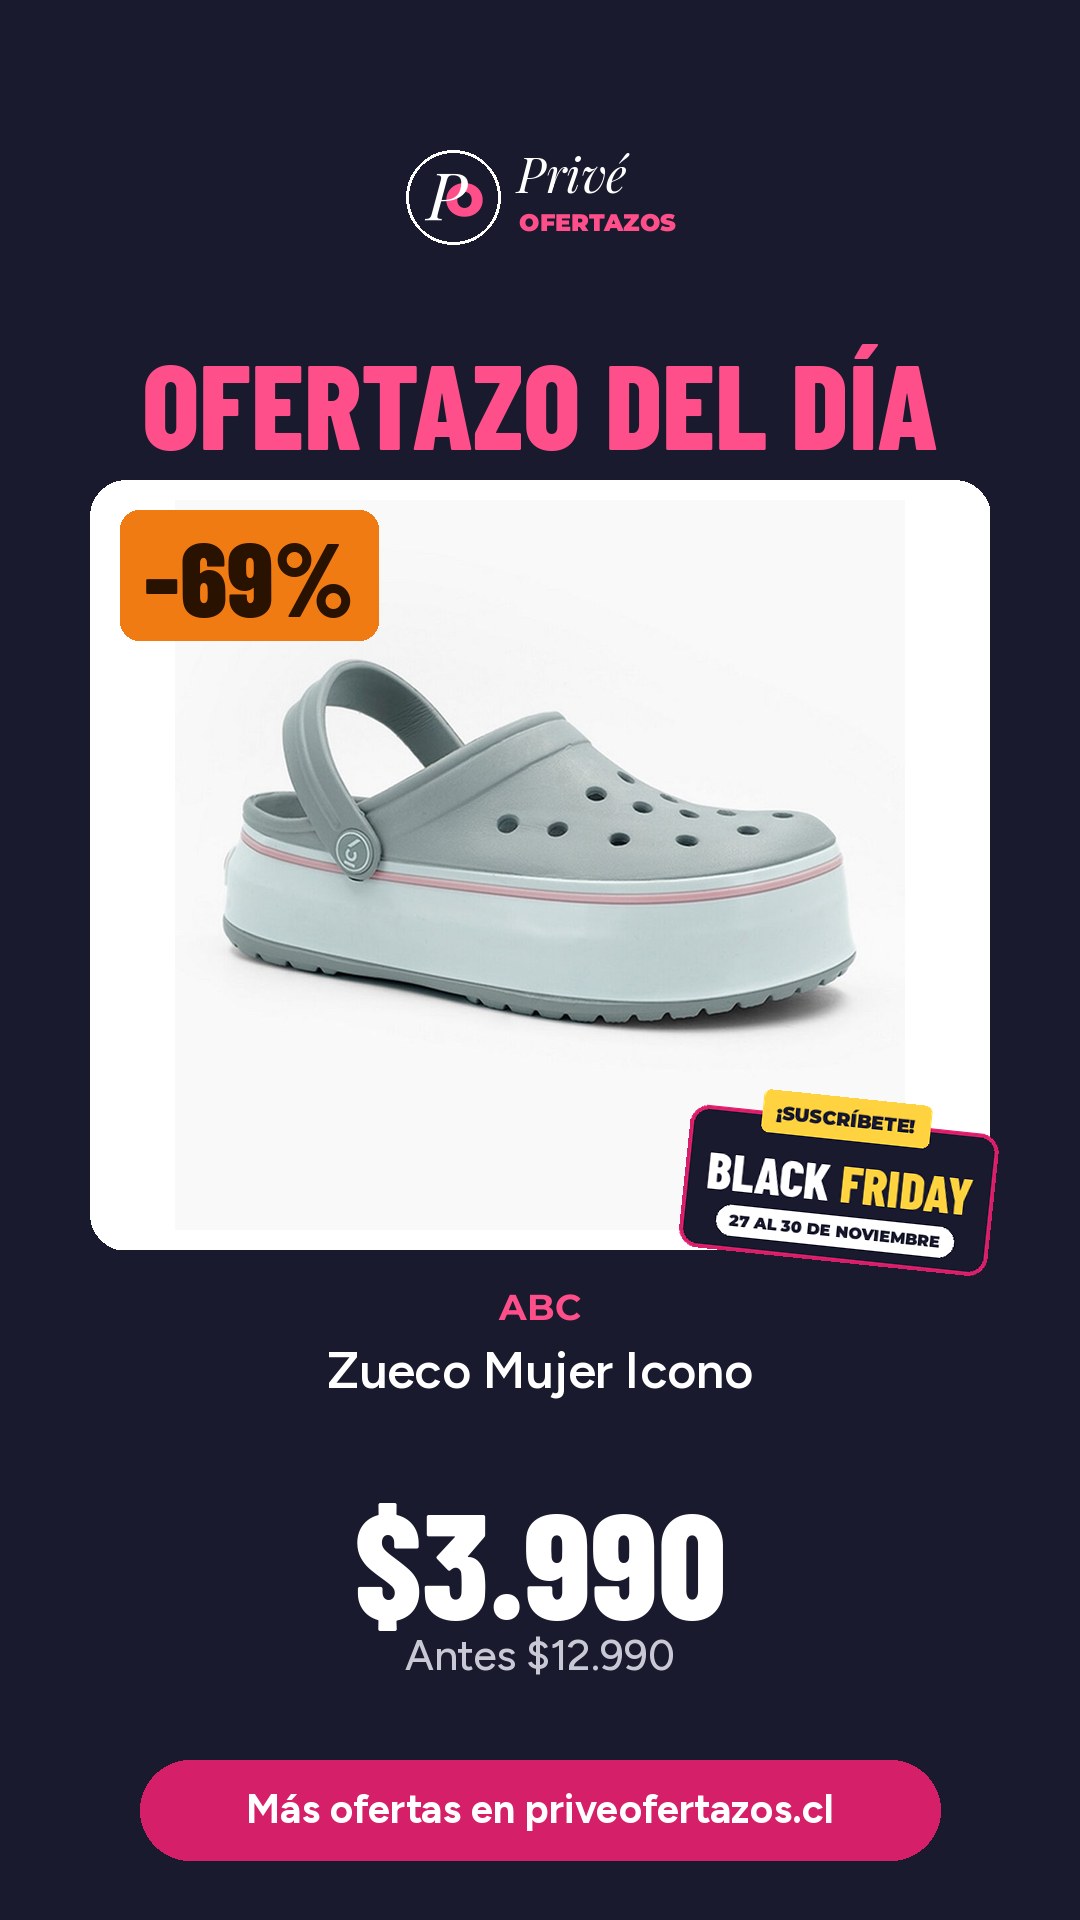 Privé
OFERTAZOS
OFERTAZO DEL DÍA
-69%
¡SUSCRÍBETE!
BLACK FRIDAY
27 AL 30 DE NOVIEMBRE
ABC
Zueco Mujer Icono
$3.990
Antes $12.990
Más ofertas en priveofertazos.cl